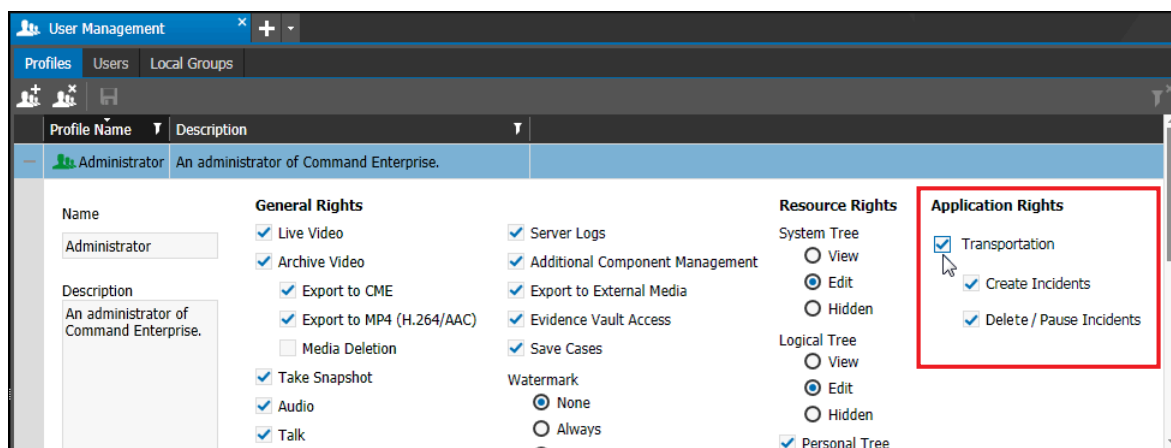 User Management
Profiles Users Local Groups
Profile Name Description
Administrator An administrator of Command Enterprise.
Name
Administrator
Description
An administrator of
Command Enterprise.
General Rights
Live Video
Archive Video
Export to CME
Export to MP4 (H.264/AAC)
Media Deletion
Take Snapshot
Audio
Talk
Server Logs
Additional Component Management
Export to External Media
Evidence Vault Access
Save Cases
Watermark
None
Always
Resource Rights
System Tree
View
Edit
Hidden
Logical Tree
View
Edit
Hidden
Personal Tree
Application Rights
Transportation
Create Incidents
Delete / Pause Incidents